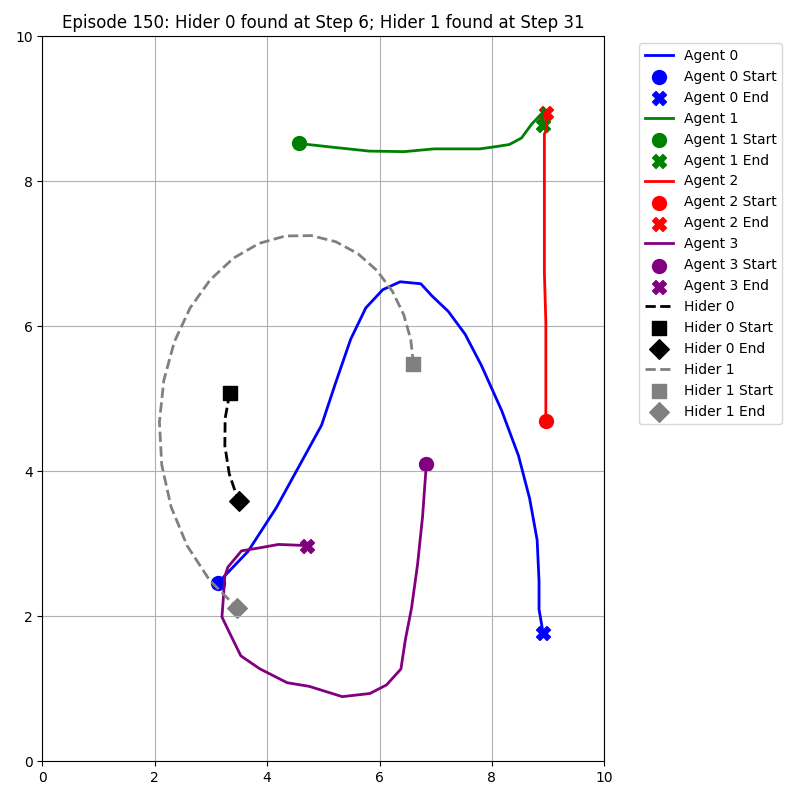 Episode 150: Hider 0 found at Step 6; Hider 1 found at Step 31
10
8
6
4
2
0
0 2 4 6 8 10
Agent 0
Agent 0 Start
Agent 0 End
Agent 1
Agent 1 Start
Agent 1 End
Agent 2
Agent 2 Start
Agent 2 End
Agent 3
Agent 3 Start
Agent 3 End
Hider 0
Hider 0 Start
Hider 0 End
Hider 1
Hider 1 Start
Hider 1 End